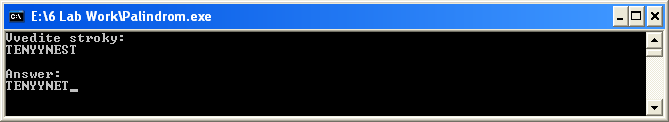 E:\6 Lab Work\Palindrom.exe
Vvedite stroky:
TENYYNEST
Answer:
TENYYNET_